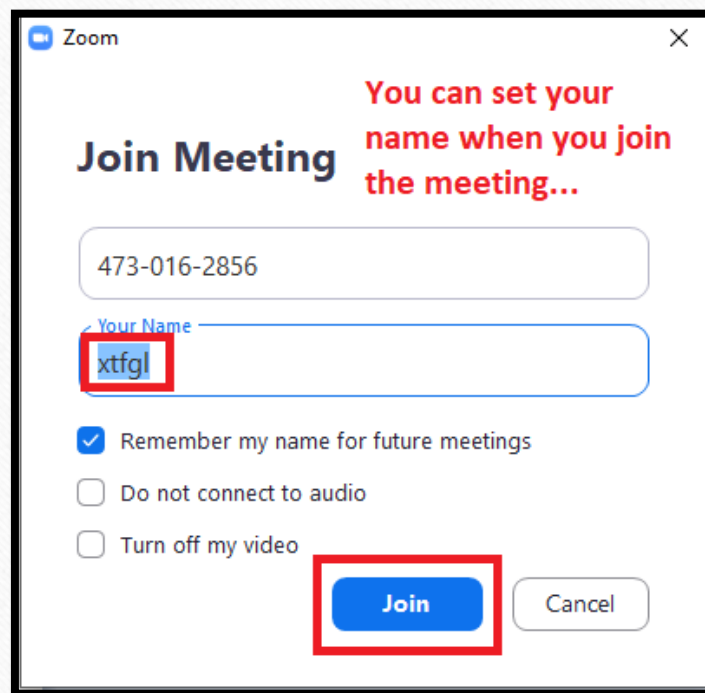 Zoom
You can set your
name when you join
the meeting...
Join Meeting
473-016-2856
Your Name
xtfgl
Remember my name for future meetings
Do not connect to audio
Turn off my video
Join
Cancel